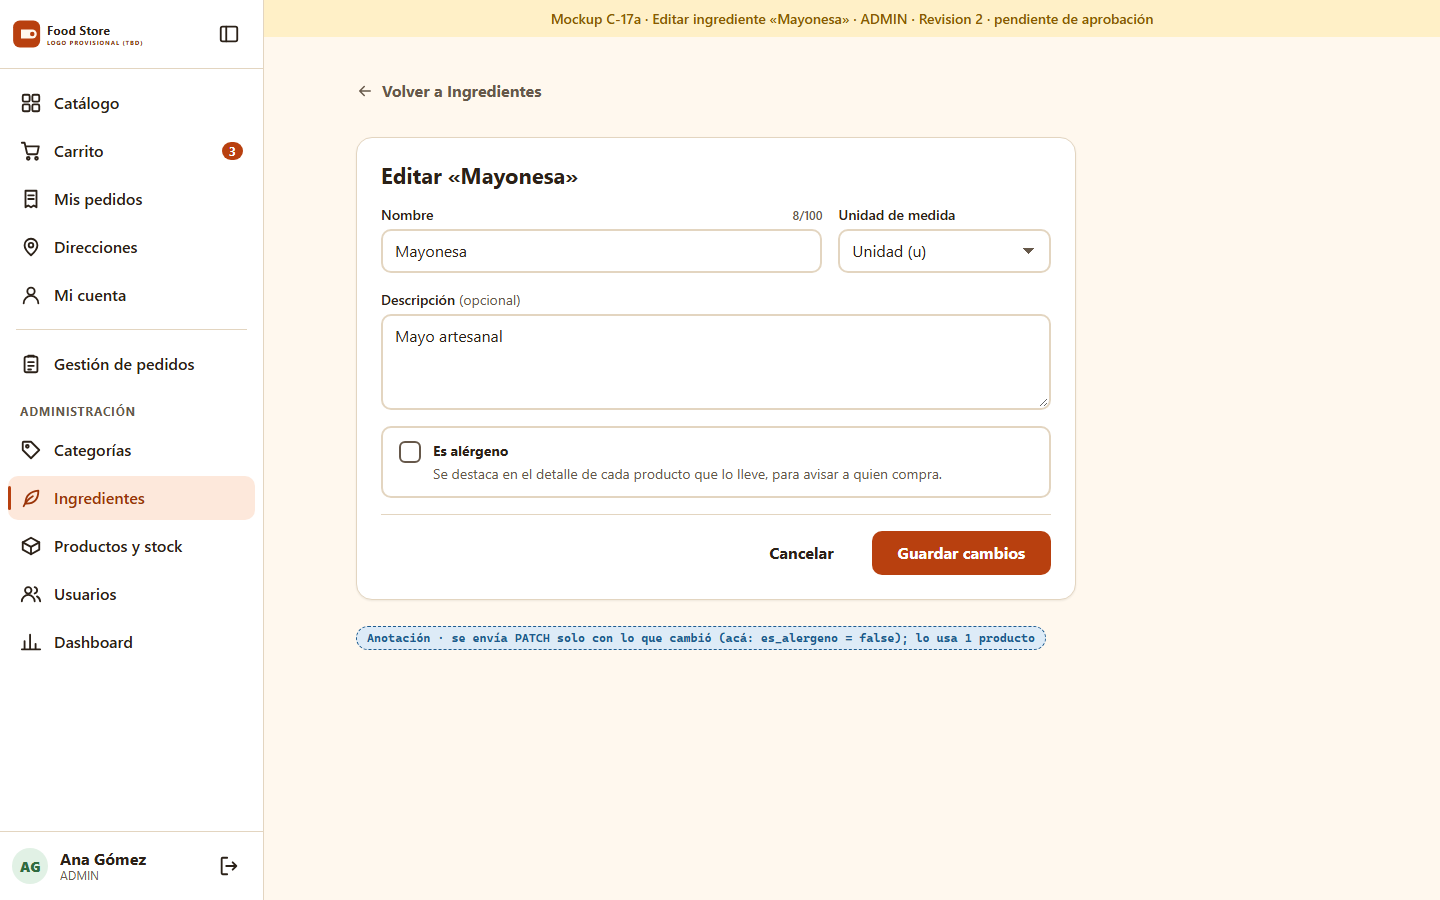 Food Store
LOGO PROVISIONAL (TBD)
Catálogo
Carrito
3
Mis pedidos
Direcciones
Mi cuenta
Gestión de pedidos
ADMINISTRACIÓN
Categorías
Ingredientes
Productos y stock
Usuarios
Dashboard
AG
Ana Gómez
ADMIN
Mockup C-17a · Editar ingrediente «Mayonesa» · ADMIN · Revision 2 · pendiente de aprobación
← Volver a Ingredientes
Editar «Mayonesa»
Nombre
8/100
Unidad de medida
Mayonesa
Unidad (u)
Descripción (opcional)
Mayo artesanal
Es alérgeno
Se destaca en el detalle de cada producto que lo lleve, para avisar a quien compra.
Cancelar
Guardar cambios
Anotación · se envía PATCH solo con lo que cambió (acá: es_alergeno = false); lo usa 1 producto